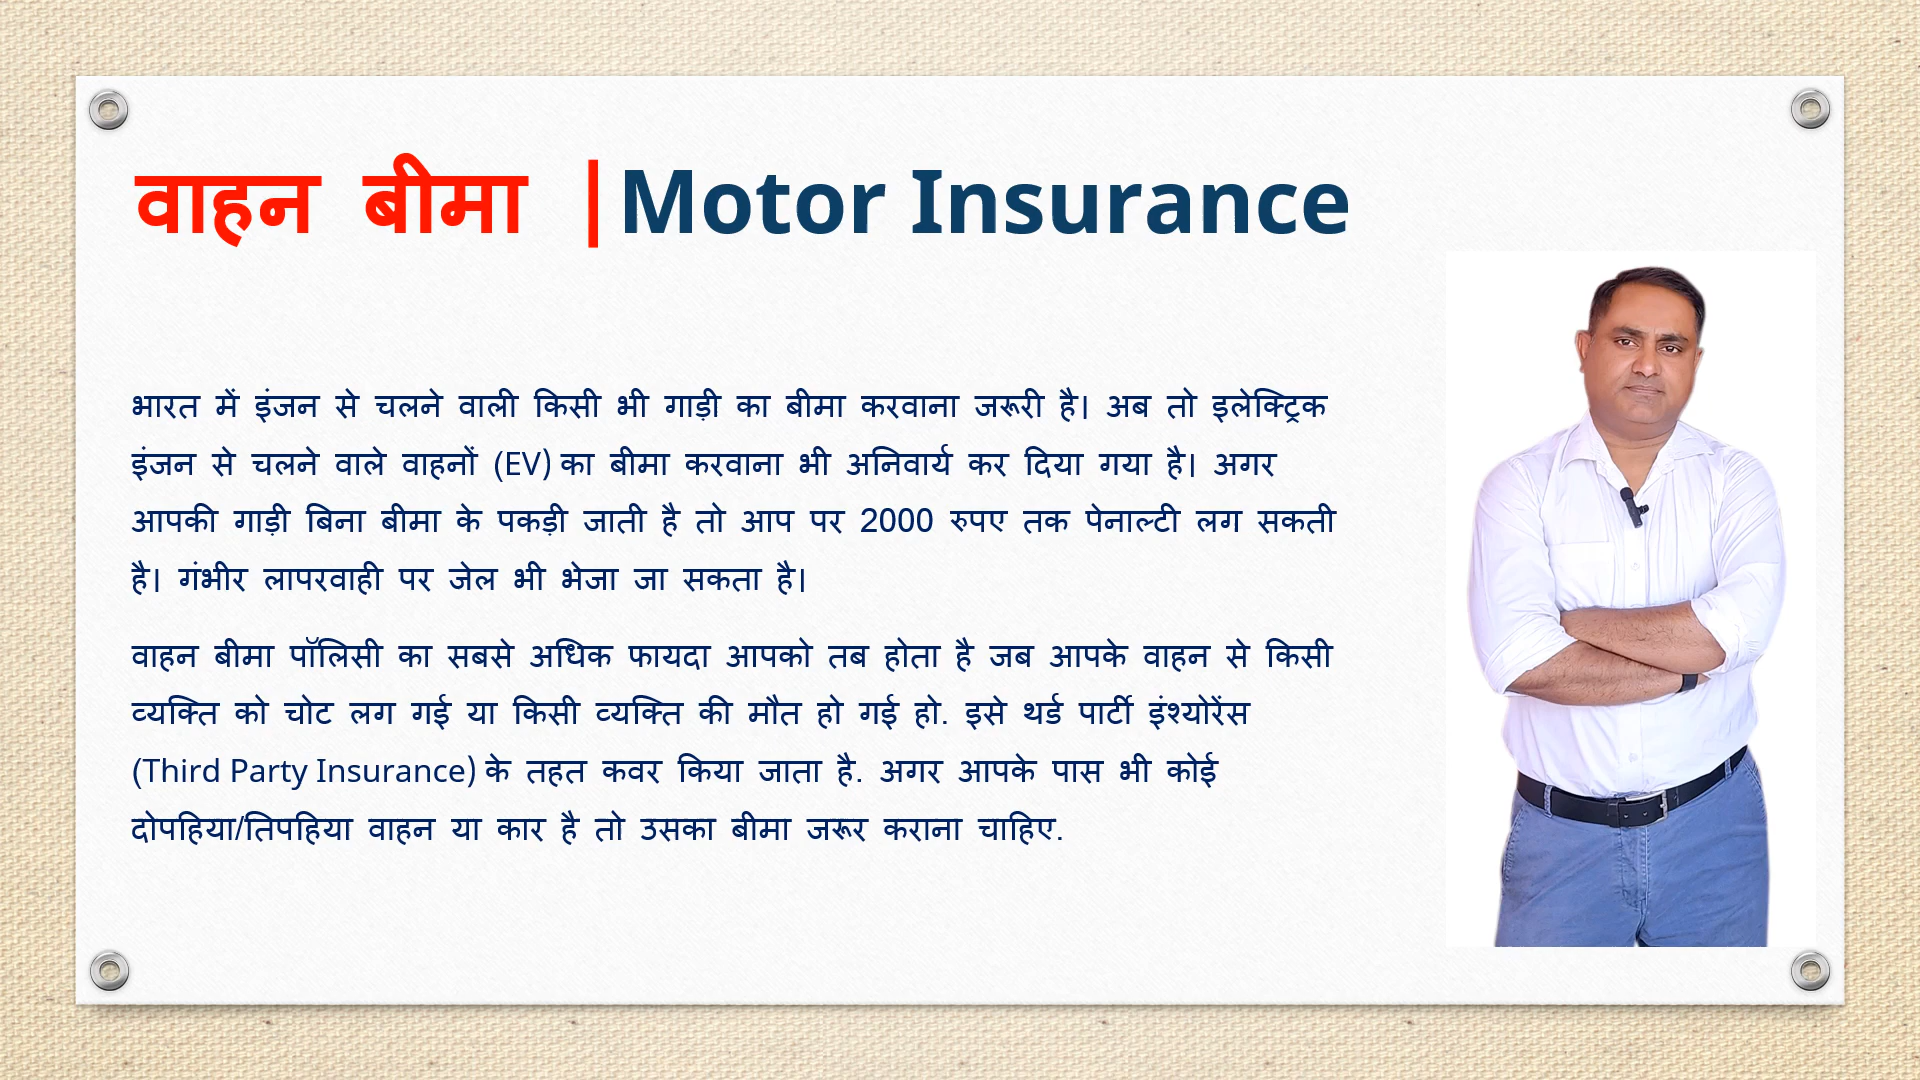 वाहन बीमा |Motor Insurance
भारत में इंजन से चलने वाली किसी भी गाड़ी का बीमा करवाना जरूरी है। अब तो इलेक्ट्रिक
इंजन से चलने वाले वाहनों (EV) का बीमा करवाना भी अनिवार्य कर दिया गया है। अगर
आपकी गाड़ी बिना बीमा के पकड़ी जाती है तो आप पर 2000 रुपए तक पेनाल्टी लग सकती
है। गंभीर लापरवाही पर जेल भी भेजा जा सकता है।
वाहन बीमा पॉलिसी का सबसे अधिक फायदा आपको तब होता है जब आपके वाहन से किसी
व्यक्ति को चोट लग गई या किसी व्यक्ति की मौत हो गई हो. इसे थर्ड पार्टी इंश्योरेंस
(Third Party Insurance) के तहत कवर किया जाता है. अगर आपके पास भी कोई
दोपहिया/तिपहिया वाहन या कार है तो उसका बीमा जरूर कराना चाहिए.